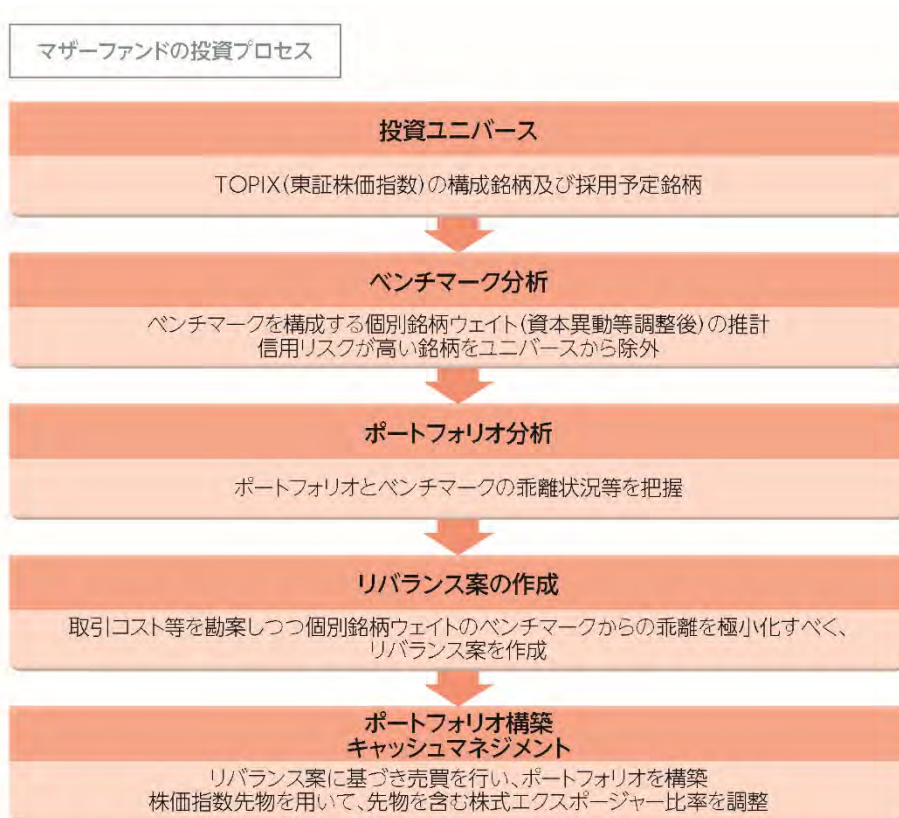 マザーファンドの投資プロセス
投資ユニバース
TOPIX(東証株価指数)の構成銘柄及び採用予定銘柄
ベンチマーク分析
ベンチマークを構成する個別銘柄ウェイト(資本異動等調整後)の推計
信用リスクが高い銘柄をユニバースから除外
ポートフォリオ分析
ポートフォリオとベンチマークの乖離状況等を把握
リバランス案の作成
取引コスト等を勘案しつつ個別銘柄ウェイトのベンチマークからの乖離を極小化すべく、
リバランス案を作成
ポートフォリオ構築
キャッシュマネジメント
リバランス案に基づき売買を行い、ポートフォリオを構築
株価指数先物を用いて、先物を含む株式エクスポージャー比率を調整